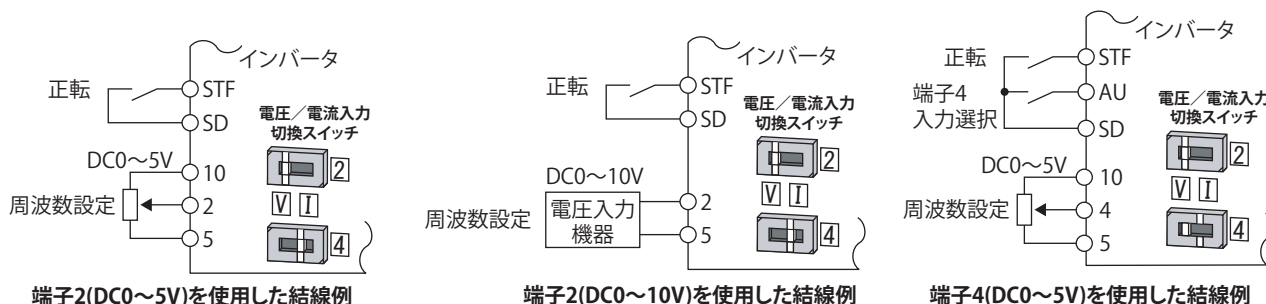 インバータ
正転
STF
SD
電圧／電流入力
切換スイッチ
DC0～5V
10
周波数設定
2
5
2
V I
4
端子2(DC0～5V)を使用した結線例
インバータ
正転
STF
SD
電圧／電流入力
切換スイッチ
DC0～10V
周波数設定
電圧入力
機器
2
5
2
V I
4
端子2(DC0～10V)を使用した結線例
インバータ
正転
STF
端子4
入力選択
AU
SD
電圧／電流入力
切換スイッチ
DC0～5V
10
周波数設定
4
5
2
V I
4
端子4(DC0～5V)を使用した結線例